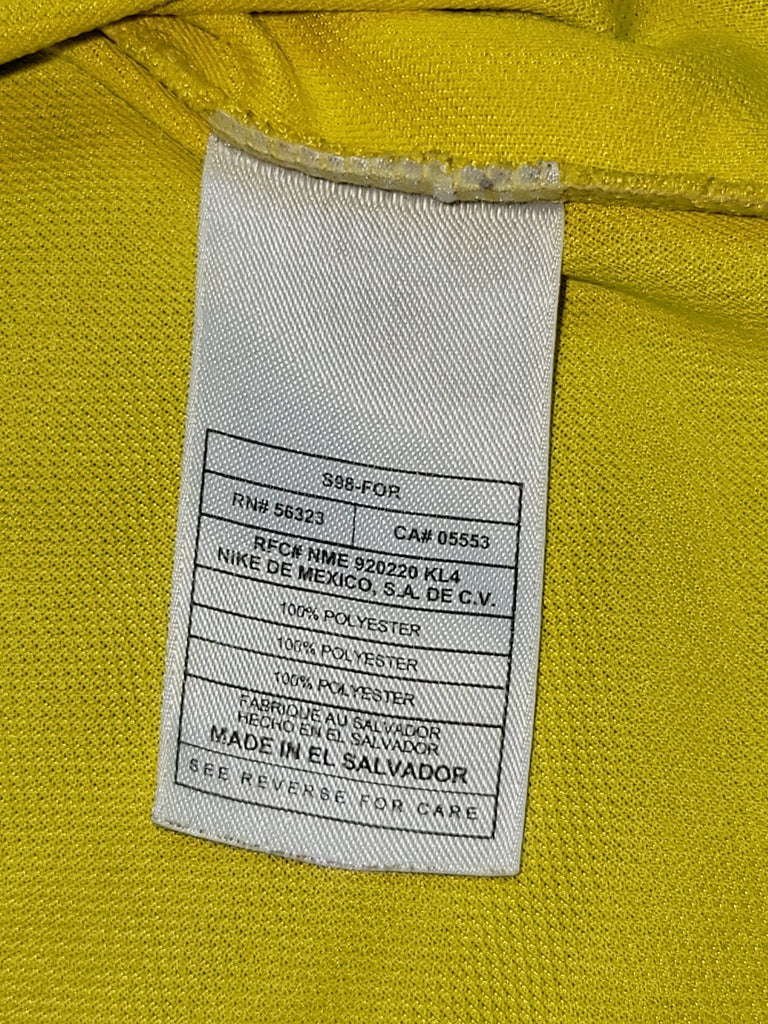 S98-FOR
RN# 56323 CA# 05553
RFC# NME 920220 KL4
NIKE DE MEXICO, S.A. DE C.V.
100% POLYESTER
100% POLYESTER
100% POLYESTER
FABRIQUE AU SALVADOR
HECHO EN EL SALVADOR
MADE IN EL SALVADOR
SEE REVERSE FOR CARE